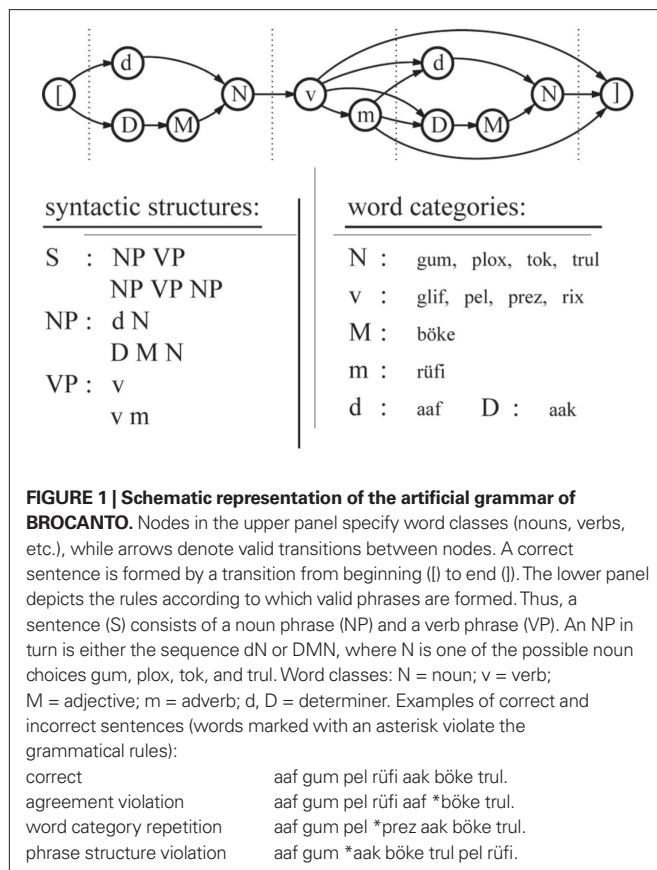 [ d D M N v m d D M N ]
syntactic structures:
S : NP VP
NP VP NP
NP : d N
D M N
VP : v
v m
word categories:
N : gum, plox, tok, trul
v : glif, pel, prez, rix
M : böke
m : rüfi
d : aaf D : aak
FIGURE 1 | Schematic representation of the artificial grammar of
BROCANTO. Nodes in the upper panel specify word classes (nouns, verbs,
etc.), while arrows denote valid transitions between nodes. A correct
sentence is formed by a transition from beginning ([) to end (]). The lower panel
depicts the rules according to which valid phrases are formed. Thus, a
sentence (S) consists of a noun phrase (NP) and a verb phrase (VP). An NP in
turn is either the sequence dN or DMN, where N is one of the possible noun
choices gum, plox, tok, and trul. Word classes: N = noun; v = verb;
M = adjective; m = adverb; d, D = determiner. Examples of correct and
incorrect sentences (words marked with an asterisk violate the
grammatical rules):
correct aaf gum pel rüfi aak böke trul.
agreement violation aaf gum pel rüfi aaf *böke trul.
word category repetition aaf gum pel *prez aak böke trul.
phrase structure violation aaf gum *aak böke trul pel rüfi.